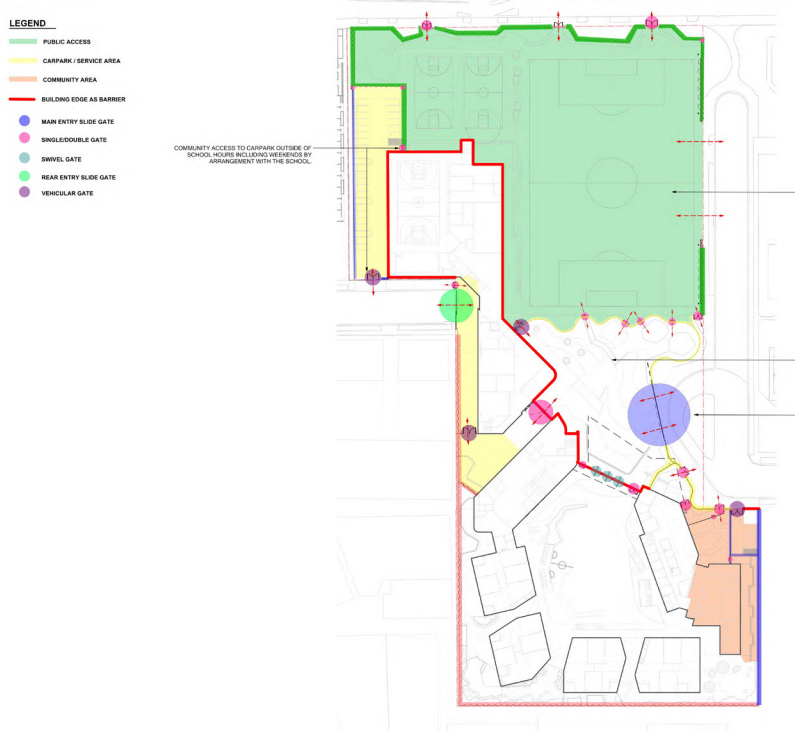 LEGEND
PUBLIC ACCESS
CARPARK / SERVICE AREA
COMMUNITY AREA
BUILDING EDGE AS BARRIER
MAIN ENTRY SLIDE GATE
SINGLE/DOUBLE GATE
SWIVEL GATE
REAR ENTRY SLIDE GATE
VEHICULAR GATE
COMMUNITY ACCESS TO CARPARK OUTSIDE OF
SCHOOL HOURS INCLUDING WEEKENDS BY
ARRANGEMENT WITH THE SCHOOL.